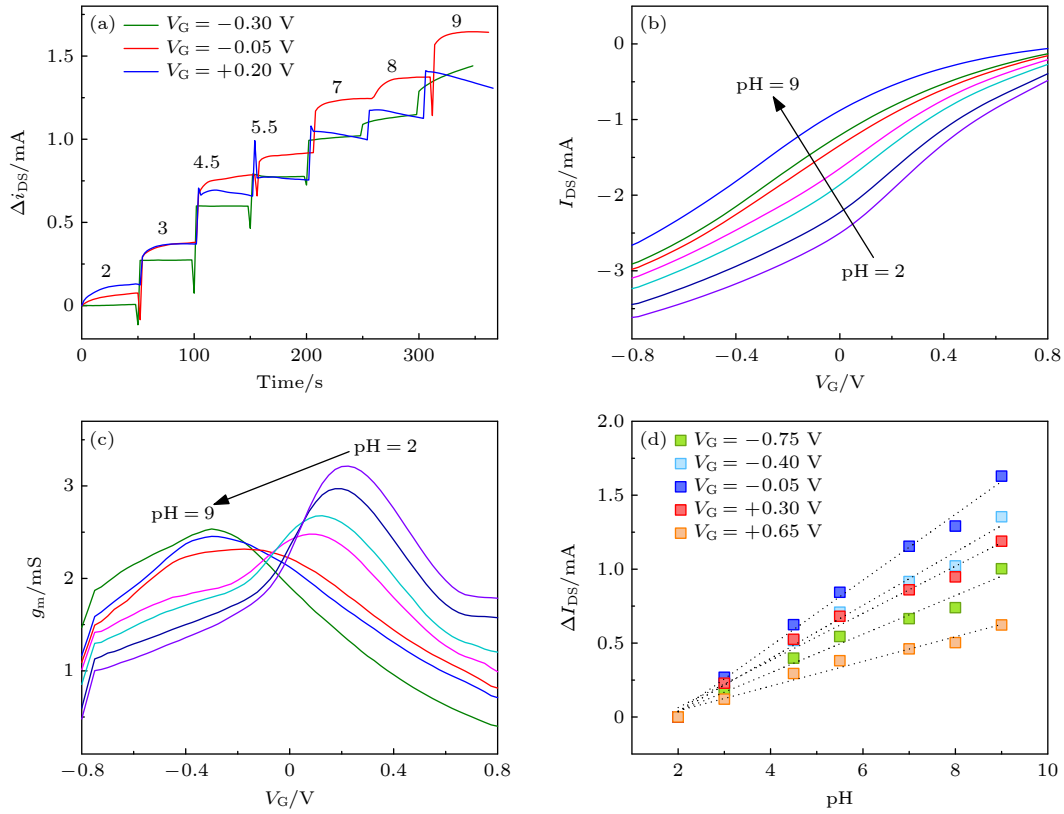 (a)
V_G = −0.30 V
V_G = −0.05 V
V_G = +0.20 V
2
3
4.5
5.5
7
8
9
1.5
1.0
0.5
0
0 100 200 300
Time/s
Δi_DS/mA
(b)
pH = 9
pH = 2
0
−1
−2
−3
−0.8 −0.4 0 0.4 0.8
V_G/V
I_DS/mA
(c)
pH = 2
pH = 9
3
2
1
−0.8 −0.4 0 0.4 0.8
V_G/V
g_m/mS
(d)
V_G = −0.75 V
V_G = −0.40 V
V_G = −0.05 V
V_G = +0.30 V
V_G = +0.65 V
2.0
1.5
1.0
0.5
0
2 4 6 8 10
pH
ΔI_DS/mA